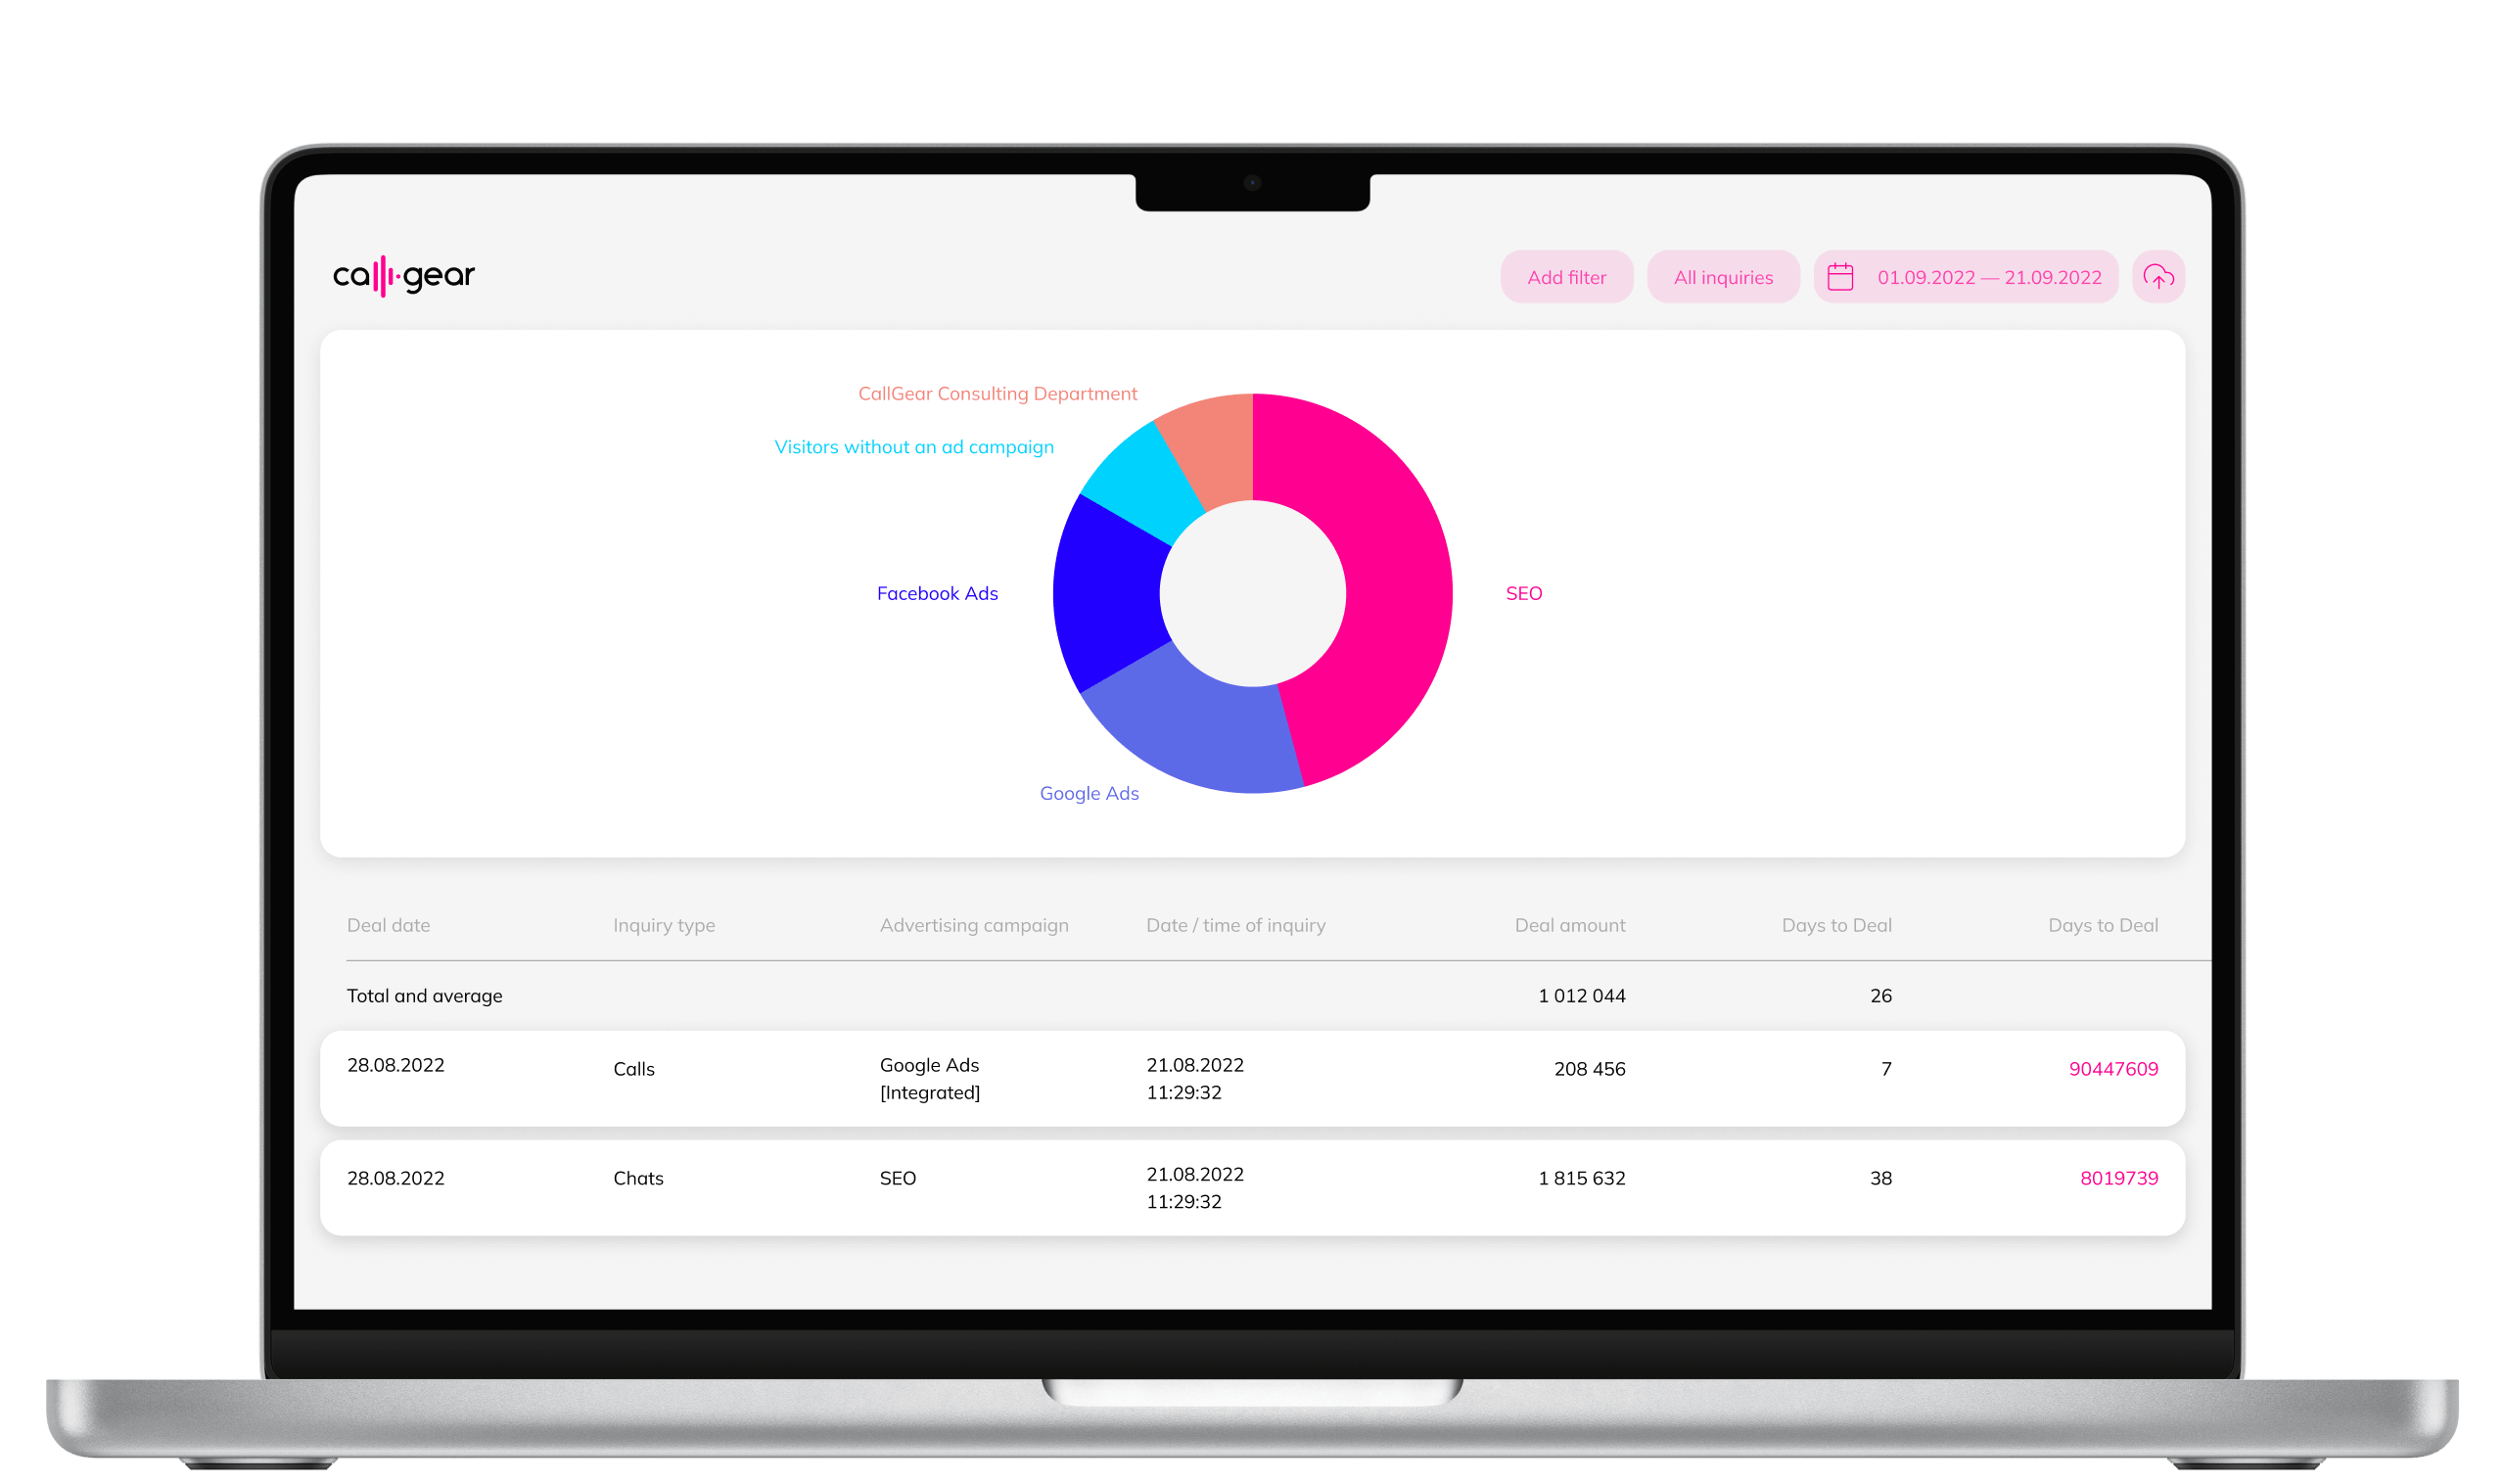 call·gear
Add filter
All inquiries
01.09.2022 — 21.09.2022
CallGear Consulting Department
Visitors without an ad campaign
Facebook Ads
SEO
Google Ads
Deal date Inquiry type Advertising campaign Date / time of inquiry Deal amount Days to Deal Days to Deal
Total and average 1 012 044 26
28.08.2022 Calls Google Ads 21.08.2022 208 456 7 90447609
[Integrated] 11:29:32
28.08.2022 Chats SEO 21.08.2022 1 815 632 38 8019739
11:29:32